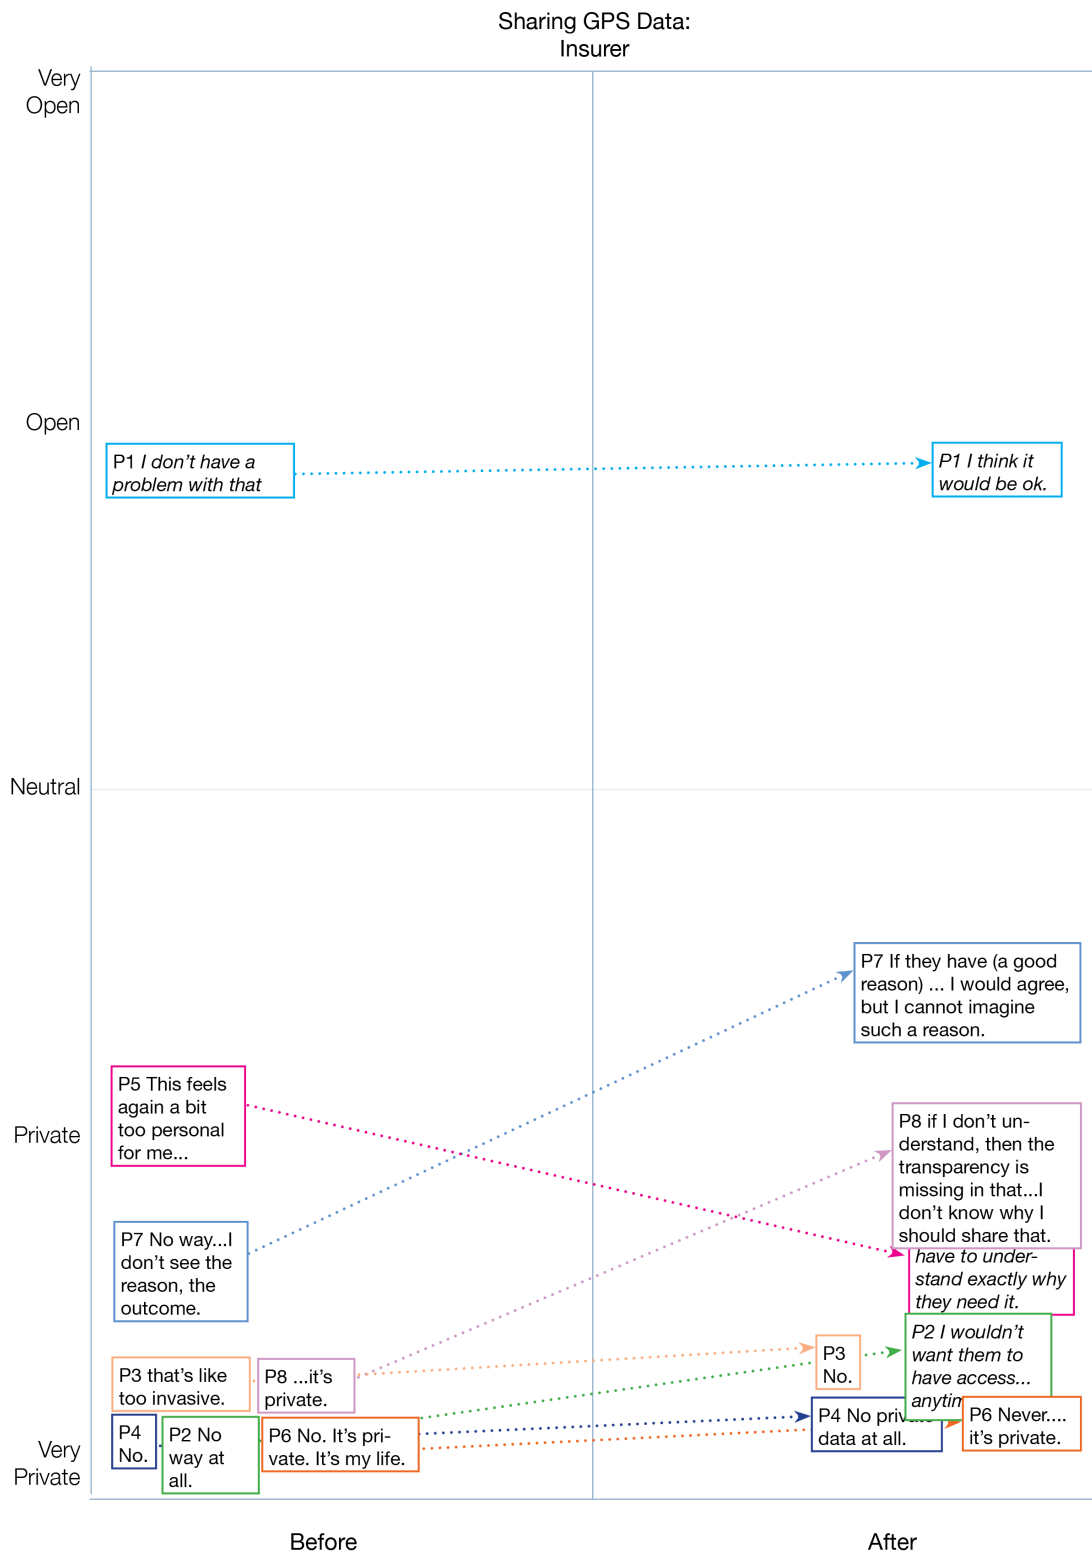 Sharing GPS Data:
Insurer
Very
Open
Open
P1 I don’t have a
problem with that
P1 I think it
would be ok.
Neutral
P7 If they have (a good
reason) ... I would agree,
but I cannot imagine
such a reason.
P5 This feels
again a bit
too personal
for me...
Private
P8 if I don’t un-
derstand, then the
transparency is
missing in that...I
don’t know why I
should share that.
P7 No way...I
don’t see the
reason, the
outcome.
have to under-
stand exactly why
they need it.
P3 that’s like
too invasive.
P8 ...it’s
private.
P3
No.
P2 I wouldn’t
want them to
have access...
P4
No.
P2 No
way at
all.
P6 No. It’s pri-
vate. It’s my life.
P4 No
data at all.
P6 Never....
it’s private.
Very
Private
Before
After